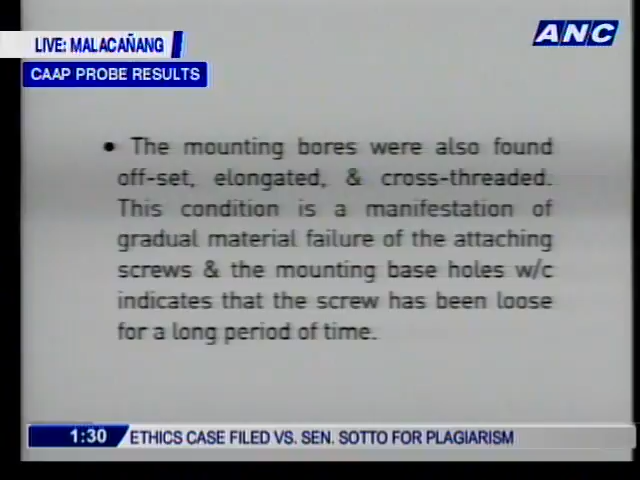 LIVE: MALACAÑANG
ANC
CAAP PROBE RESULTS
• The mounting bores were also found
off-set, elongated, & cross-threaded.
This condition is a manifestation of
gradual material failure of the attaching
screws & the mounting base holes w/c
indicates that the screw has been loose
for a long period of time.
1:30 ETHICS CASE FILED VS. SEN. SOTTO FOR PLAGIARISM